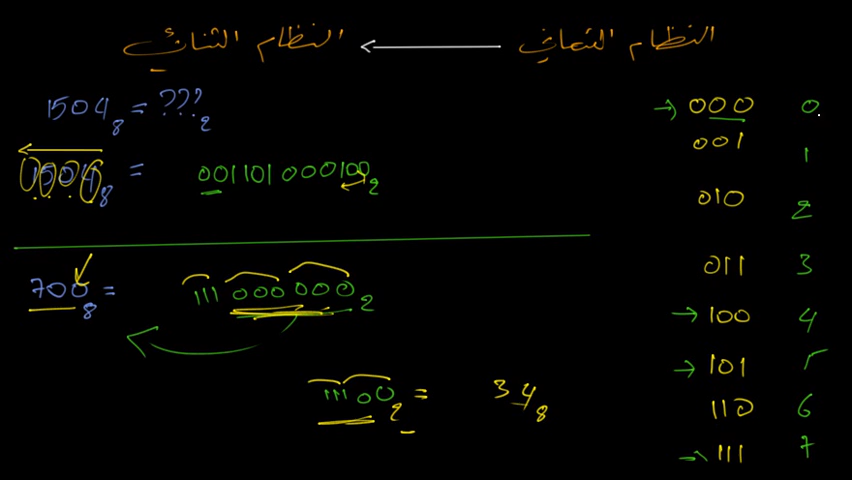 النظام الثماني ← النظام الثنائي
1504₈ = ???₂
1504₈ = 001101000100₂
700₈ = 111000000₂
11100₂ = 34₈
000 0
001 1
010 2
011 3
100 4
101 5
110 6
111 7